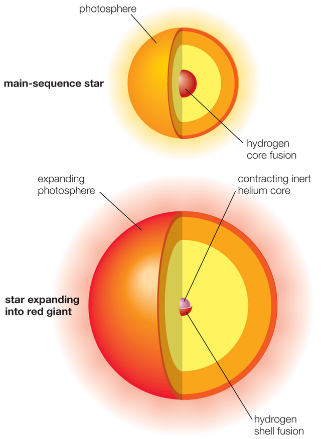 photosphere
main-sequence star
hydrogen
core fusion
expanding
photosphere
contracting inert
helium core
star expanding
into red giant
hydrogen
shell fusion